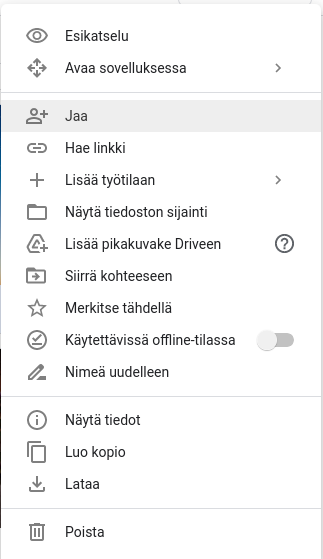 Esikatselu
Avaa sovelluksessa
Jaa
Hae linkki
Lisää työtilaan
Näytä tiedoston sijainti
Lisää pikakuvake Driveen
Siirrä kohteeseen
Merkitse tähdellä
Käytettävissä offline-tilassa
Nimeä uudelleen
Näytä tiedot
Luo kopio
Lataa
Poista